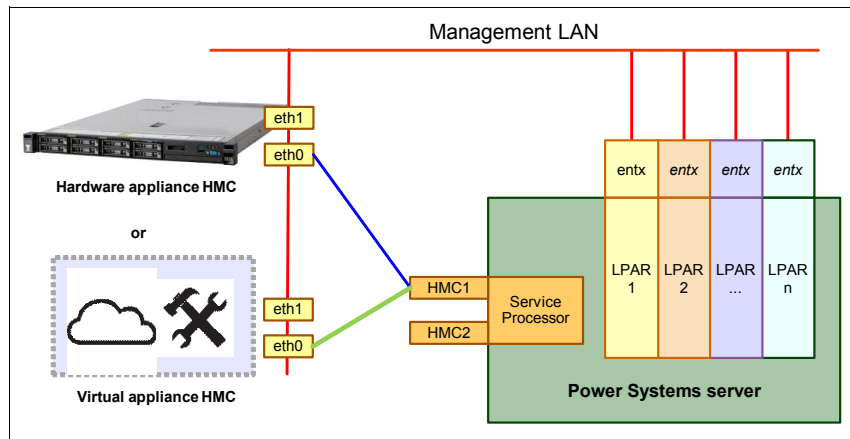 Management LAN
eth1
eth0
Hardware appliance HMC
or
eth1
eth0
Virtual appliance HMC
HMC1
HMC2
Service
Processor
entx
entx
entx
entx
LPAR
1
LPAR
2
LPAR
...
LPAR
n
Power Systems server